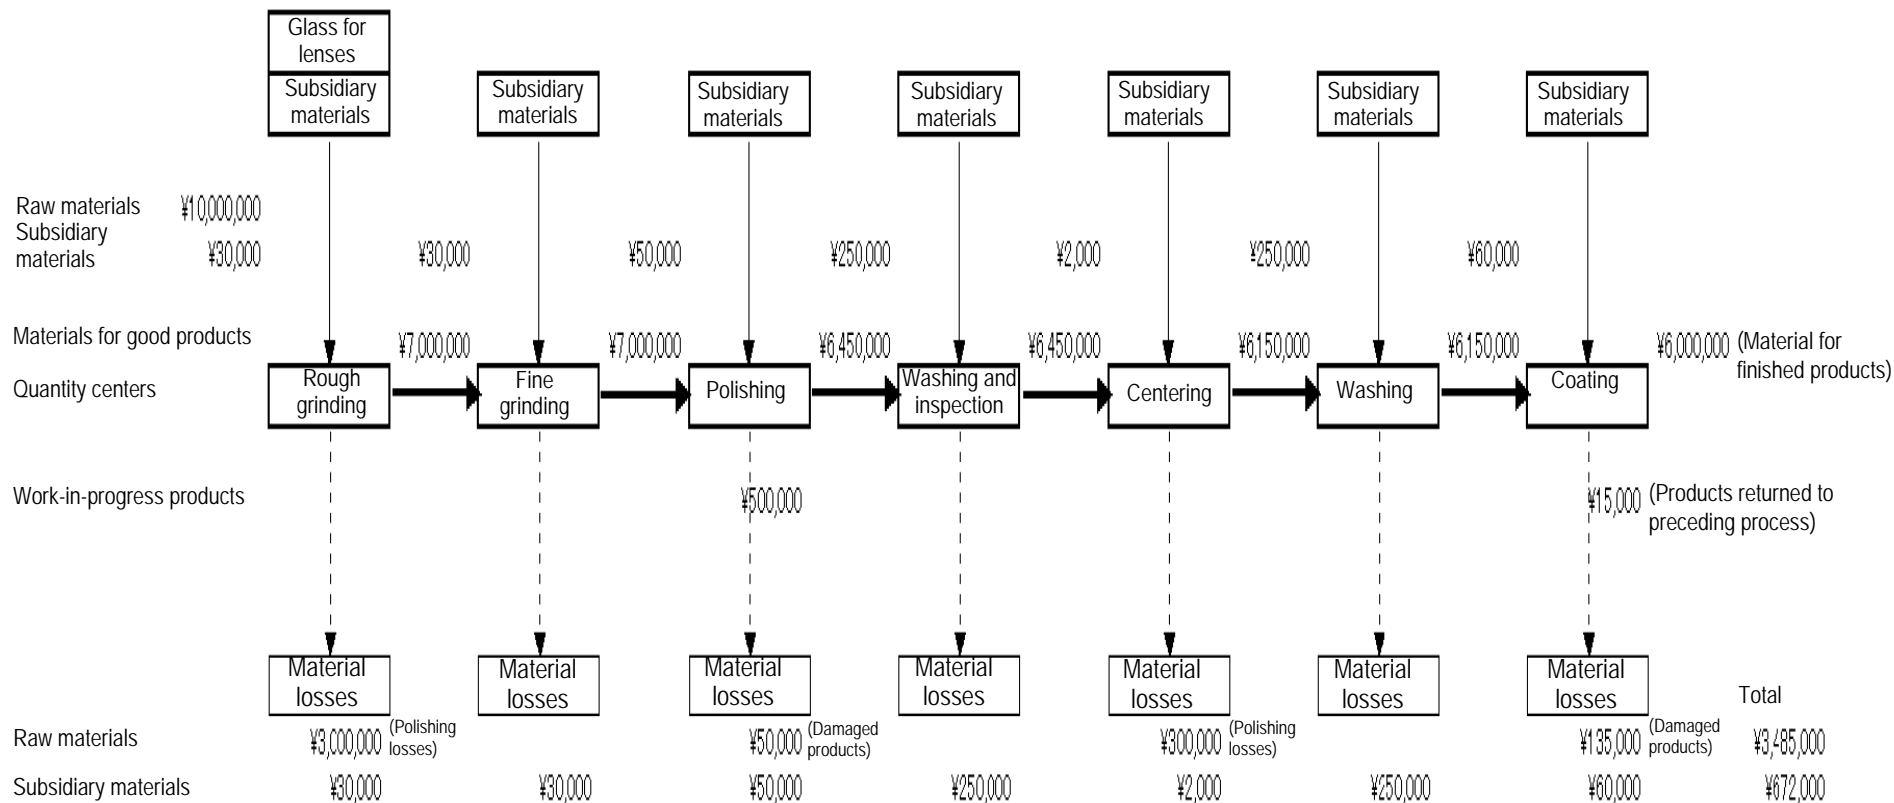 Glass for
lenses
Subsidiary
materials
Subsidiary
materials
Subsidiary
materials
Subsidiary
materials
Subsidiary
materials
Subsidiary
materials
Subsidiary
materials
Raw materials ¥10,000,000
Subsidiary
materials ¥30,000 ¥30,000 ¥50,000 ¥250,000 ¥2,000 ¥250,000 ¥60,000
Materials for good products ¥7,000,000 ¥7,000,000 ¥6,450,000 ¥6,450,000 ¥6,150,000 ¥6,150,000 ¥6,000,000 (Material for
finished products)
Quantity centers
Rough
grinding
Fine
grinding
Polishing
Washing and
inspection
Centering
Washing
Coating
Work-in-progress products ¥500,000 ¥15,000 (Products returned to
preceding process)
Material
losses
Material
losses
Material
losses
Material
losses
Material
losses
Material
losses
Material
losses
Total
Raw materials ¥3,000,000 (Polishing
losses) ¥50,000 (Damaged
products) ¥300,000 (Polishing
losses) ¥135,000 (Damaged
products) ¥3,485,000
Subsidiary materials ¥30,000 ¥30,000 ¥50,000 ¥250,000 ¥2,000 ¥250,000 ¥60,000 ¥672,000